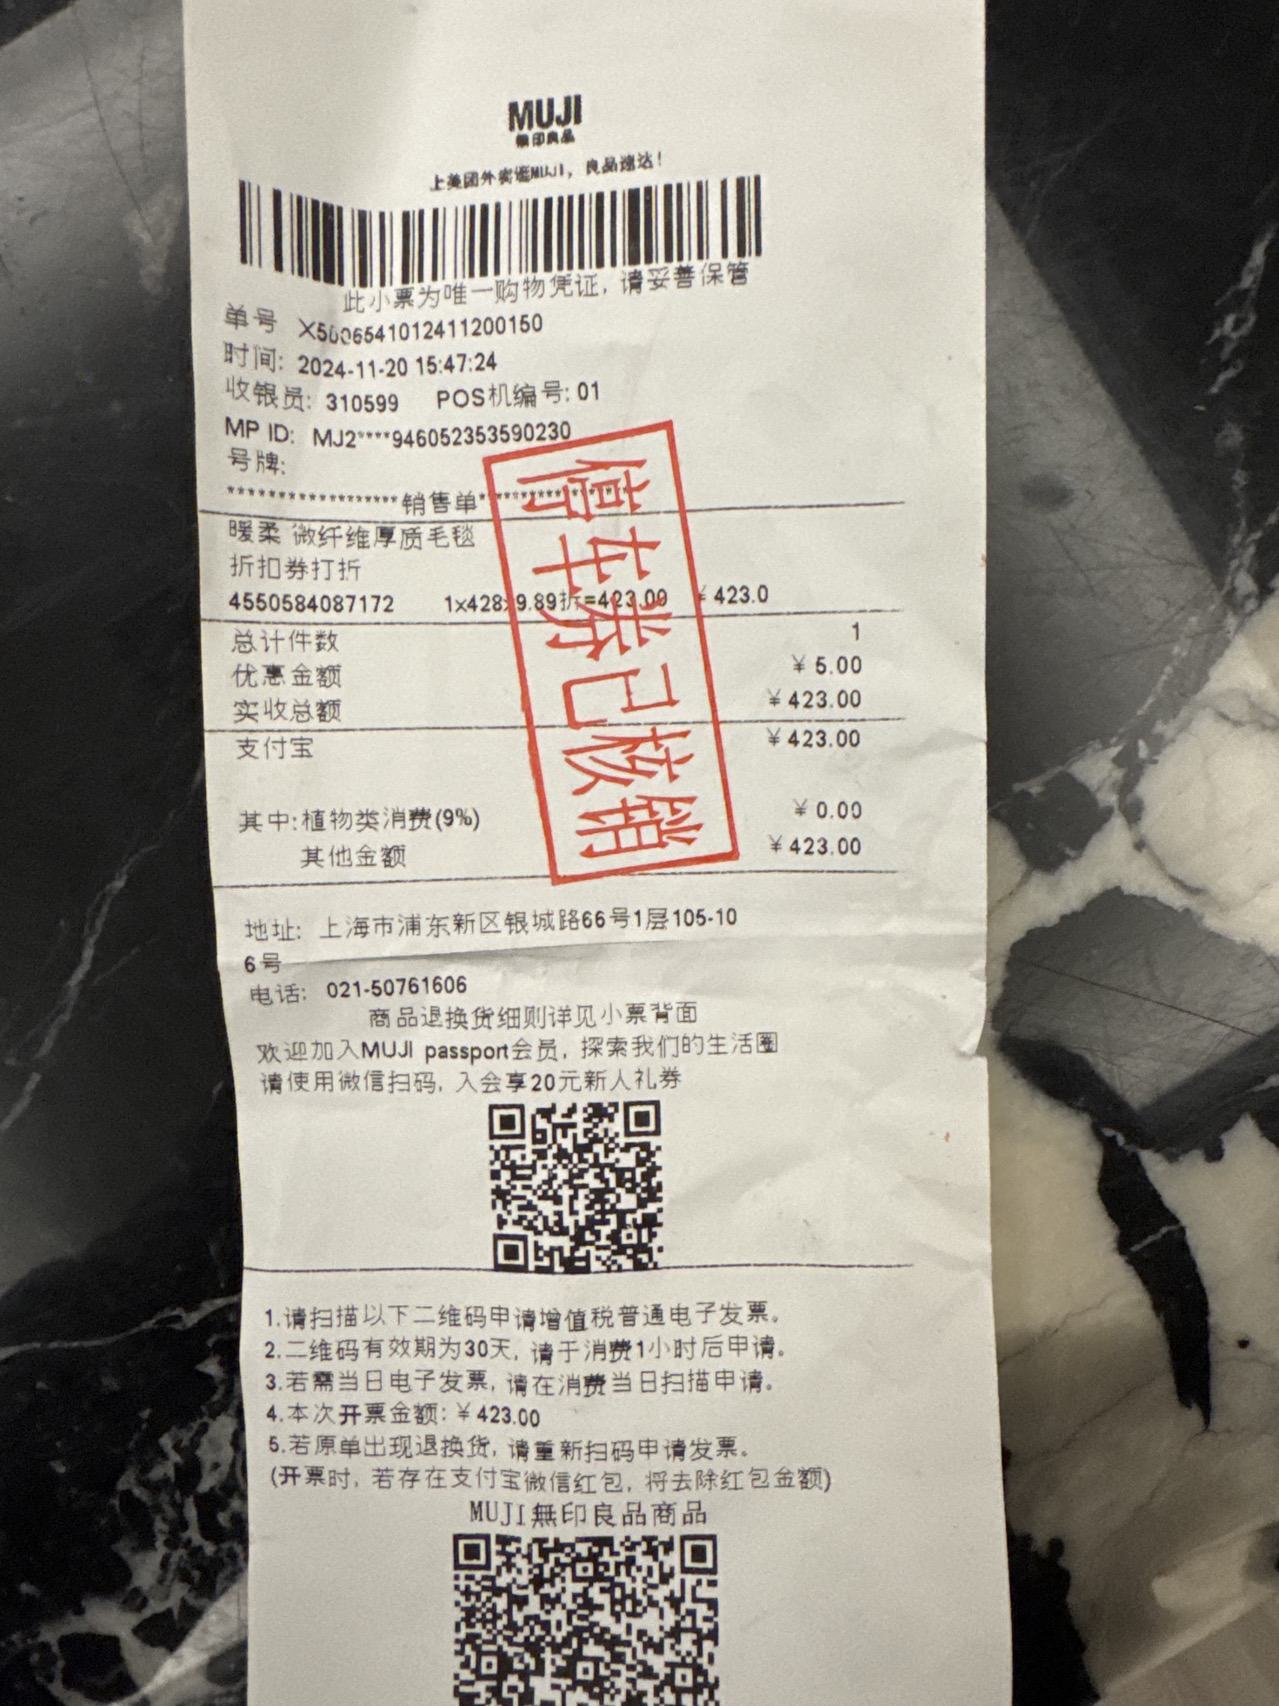 MUJI
無印良品
上美团外卖逛MUJI，良品速达！
此小票为唯一购物凭证，请妥善保管
单号 X5006541012411200150
时间: 2024-11-20 15:47:24
收银员: 310599 POS机编号: 01
MP ID: MJ2****946052353590230
号牌:
******************销售单******************
暖柔 微纤维厚质毛毯
折扣券打折
4550584087172 1x428x9.89折=423.00 ¥423.0
总计件数 1
优惠金额 ¥5.00
实收总额 ¥423.00
支付宝 ¥423.00
其中:植物类消费(9%) ¥0.00
其他金额 ¥423.00
停车券已核销
地址: 上海市浦东新区银城路66号1层105-10
6号
电话: 021-50761606
商品退换货细则详见小票背面
欢迎加入MUJI passport会员，探索我们的生活圈
请使用微信扫码，入会享20元新人礼券
1.请扫描以下二维码申请增值税普通电子发票。
2.二维码有效期为30天，请于消费1小时后申请。
3.若需当日电子发票，请在消费当日扫描申请。
4.本次开票金额: ¥423.00
5.若原单出现退换货，请重新扫码申请发票。
(开票时，若存在支付宝微信红包，将去除红包金额)
MUJI無印良品商品